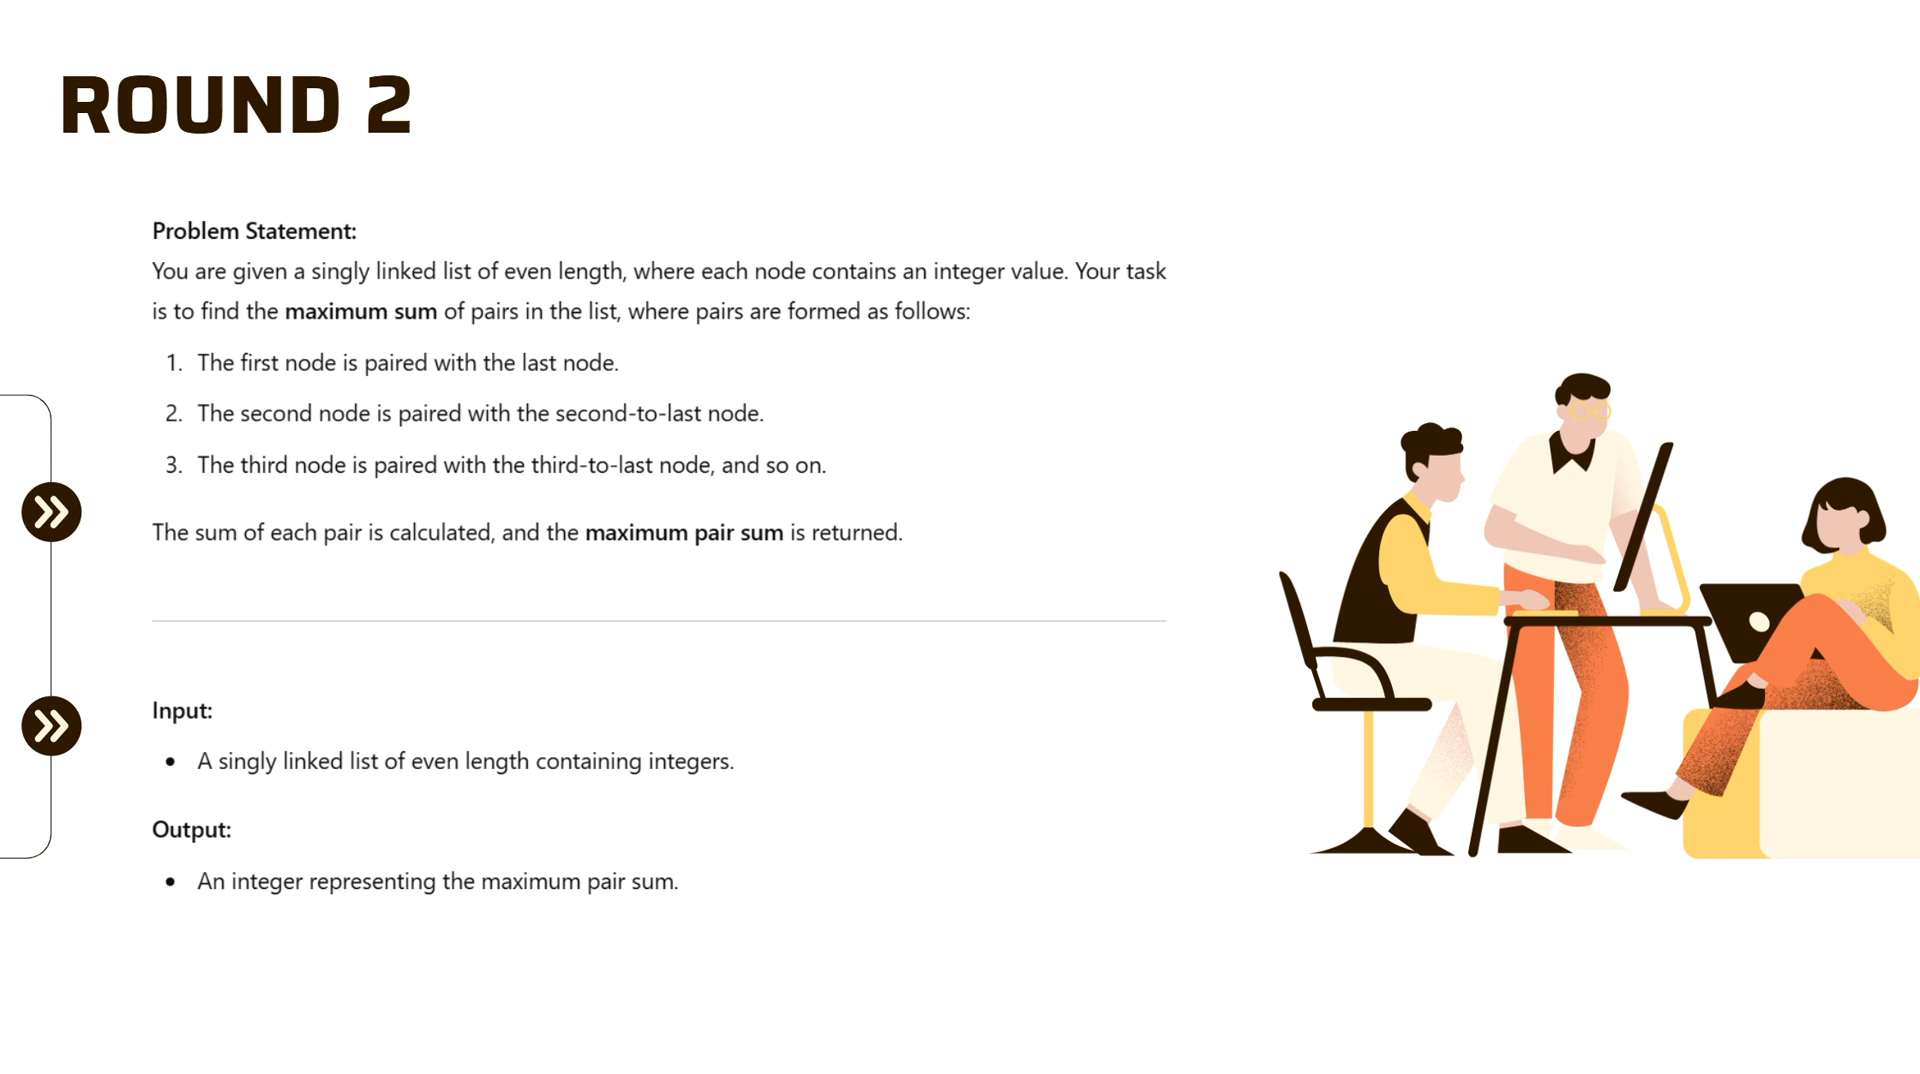 ROUND 2
Problem Statement:
You are given a singly linked list of even length, where each node contains an integer value. Your task
is to find the maximum sum of pairs in the list, where pairs are formed as follows:
1. The first node is paired with the last node.
2. The second node is paired with the second-to-last node.
3. The third node is paired with the third-to-last node, and so on.
The sum of each pair is calculated, and the maximum pair sum is returned.
Input:
• A singly linked list of even length containing integers.
Output:
• An integer representing the maximum pair sum.